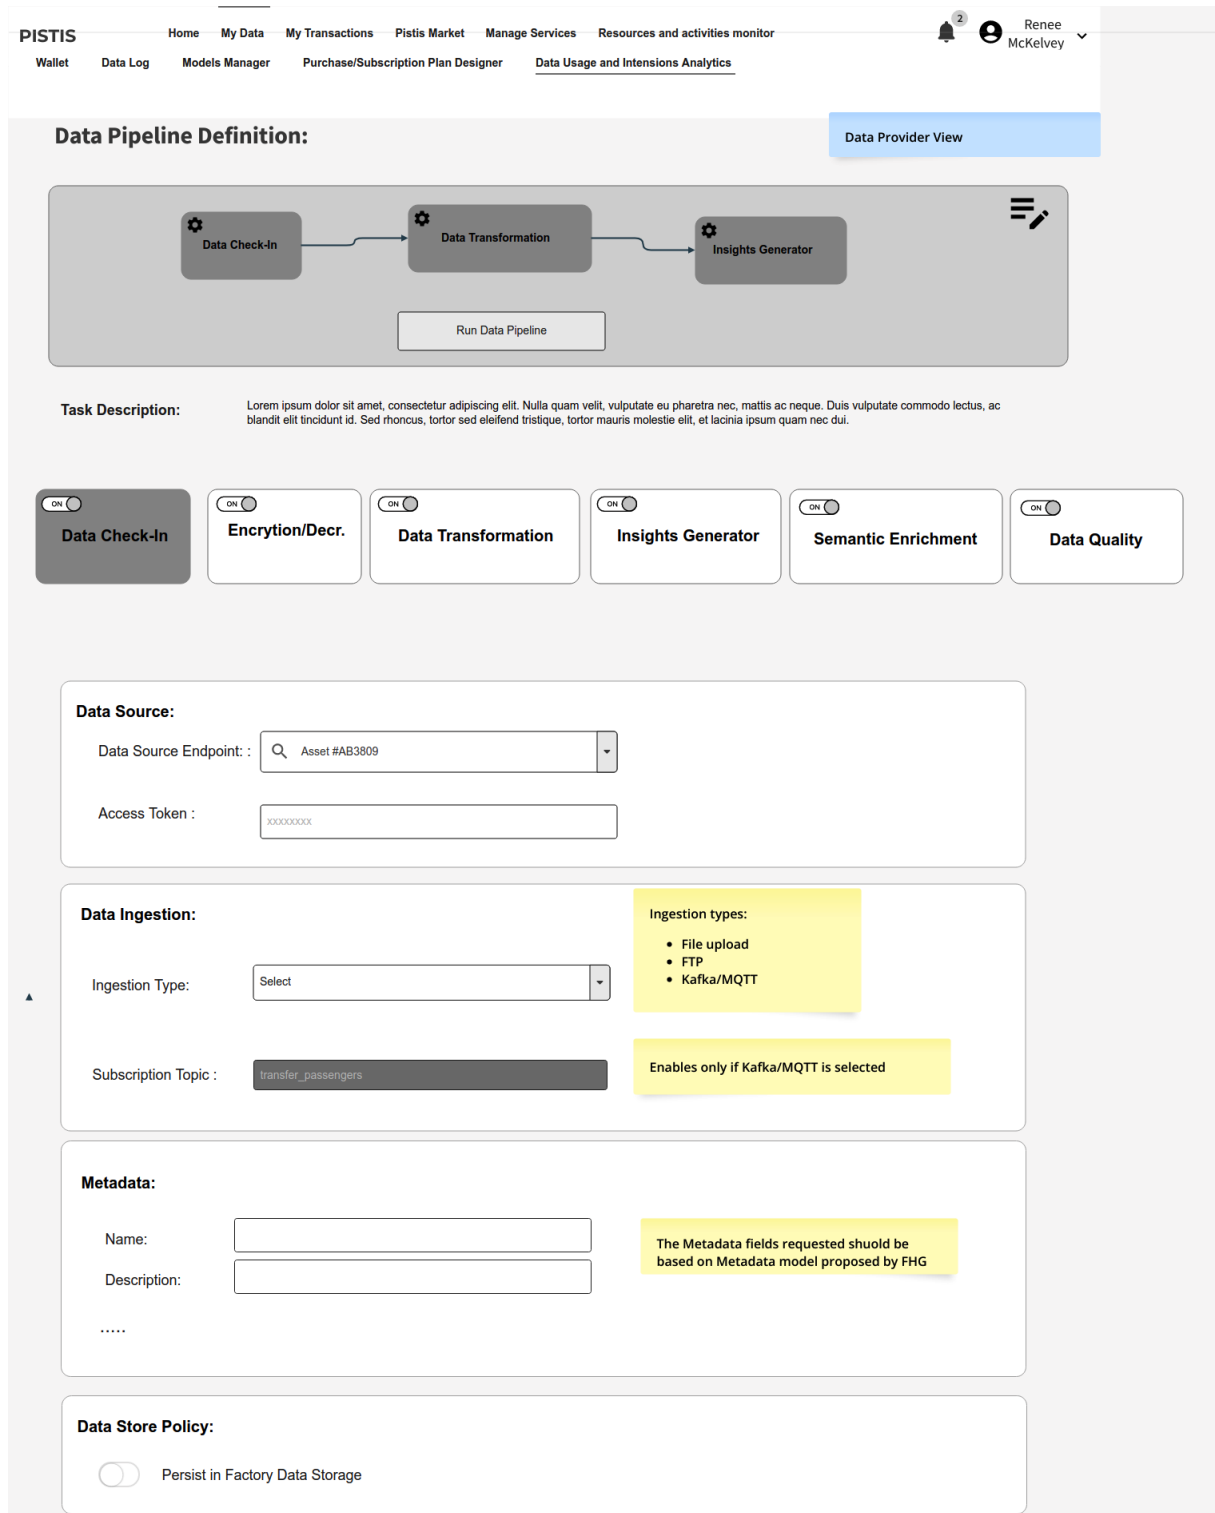 PISTIS
Home My Data My Transactions Pistis Market Manage Services Resources and activities monitor
2
Renee
McKelvey
Wallet Data Log Models Manager Purchase/Subscription Plan Designer Data Usage and Intensions Analytics
Data Pipeline Definition:
Data Provider View
Data Check-In
Data Transformation
Insights Generator
Run Data Pipeline
Task Description:
Lorem ipsum dolor sit amet, consectetur adipiscing elit. Nulla quam velit, vulputate eu pharetra nec, mattis ac neque. Duis vulputate commodo lectus, ac
blandit elit tincidunt id. Sed rhoncus, tortor sed eleifend tristique, tortor mauris molestie elit, et lacinia ipsum quam nec dui.
ON
Data Check-In
ON
Encrytion/Decr.
ON
Data Transformation
ON
Insights Generator
ON
Semantic Enrichment
ON
Data Quality
Data Source:
Data Source Endpoint: :
Asset #AB3809
Access Token :
xxxxxxxx
Data Ingestion:
Ingestion types:
• File upload
• FTP
• Kafka/MQTT
Ingestion Type:
Select
Subscription Topic :
transfer_passengers
Enables only if Kafka/MQTT is selected
Metadata:
Name:
Description:
The Metadata fields requested shuold be
based on Metadata model proposed by FHG
.....
Data Store Policy:
Persist in Factory Data Storage